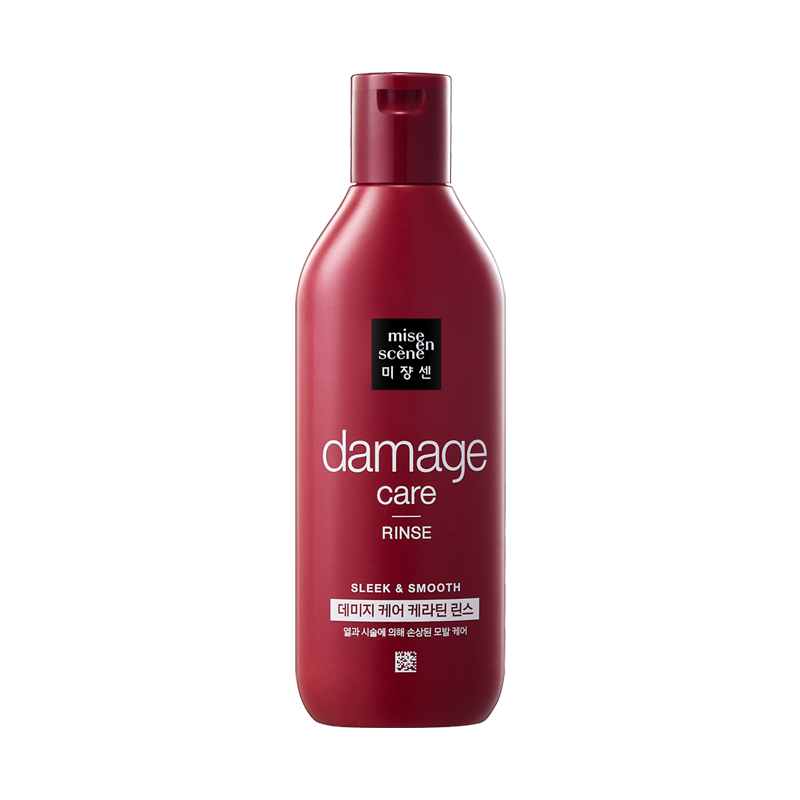 mise
en
scène
미쟝센
damage
care
RINSE
SLEEK & SMOOTH
데미지 케어 케라틴 린스
열과 시술에 의해 손상된 모발 케어